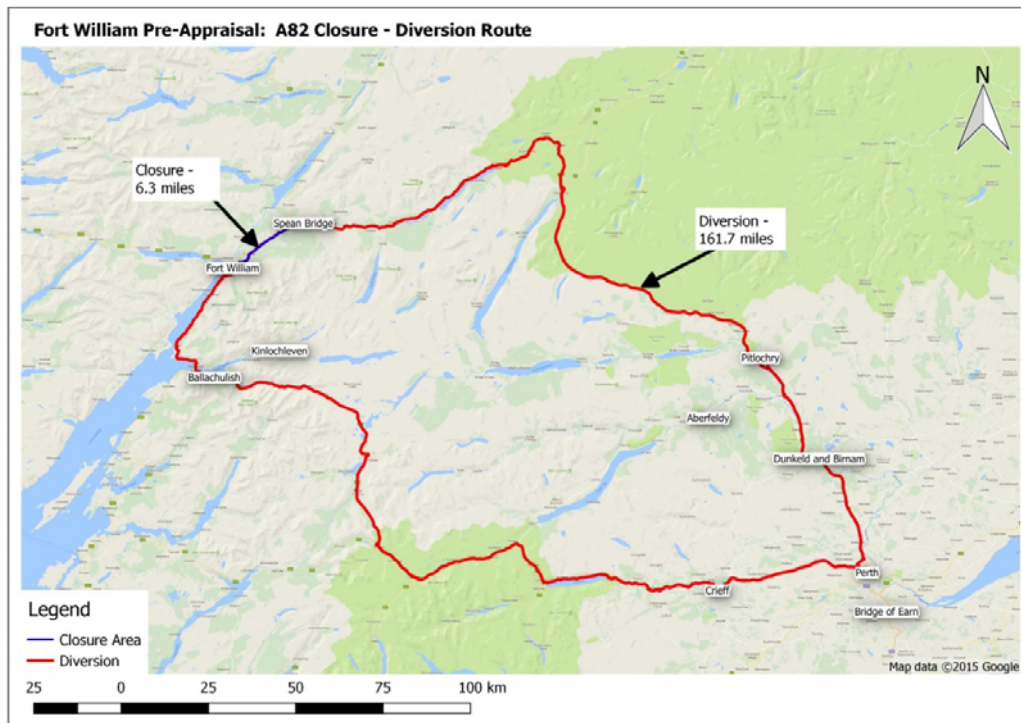 Fort William Pre-Appraisal: A82 Closure - Diversion Route
N
Closure -
6.3 miles
Spean Bridge
Diversion -
161.7 miles
Fort William
Kinlochleven
Pitlochry
Ballachulish
Aberfeldy
Dunkeld and Birnam
Perth
Crieff
Bridge of Earn
Legend
Closure Area
Diversion
Map data ©2015 Google
25 0 25 50 75 100 km